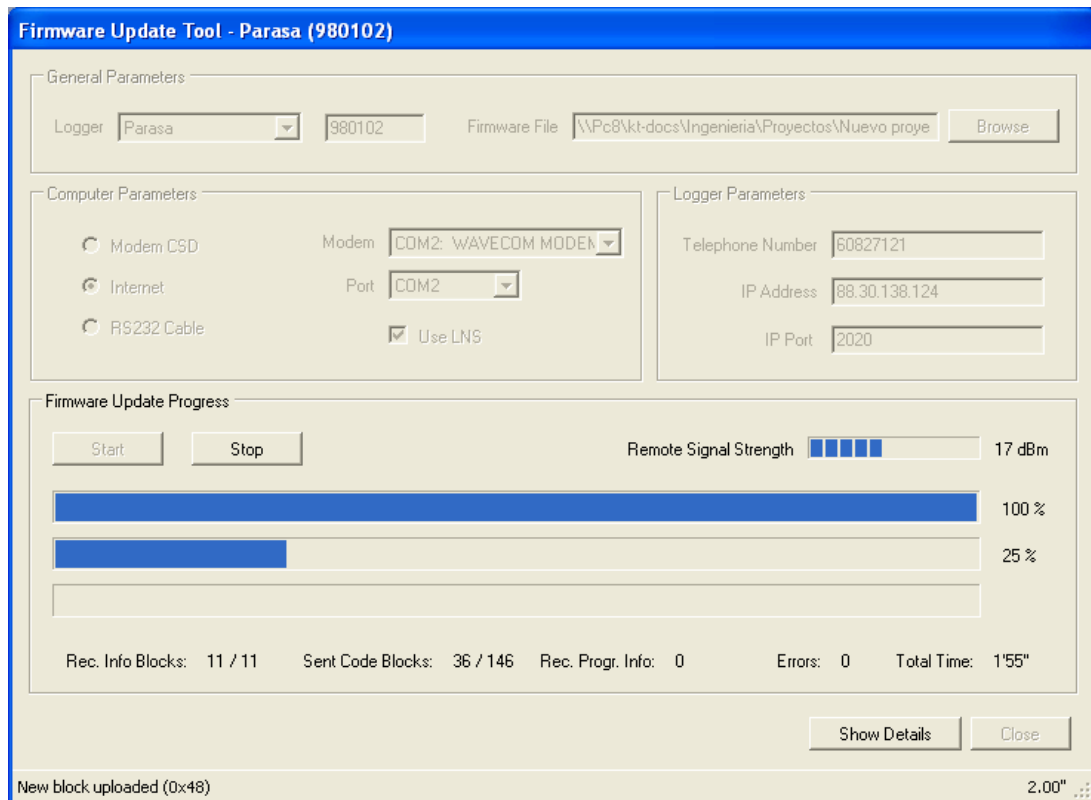 Firmware Update Tool - Parasa (980102)
General Parameters
Logger Parasa 980102 Firmware File \\Pc8\kt-docs\Ingenieria\Proyectos\Nuevo proye Browse
Computer Parameters
Modem CSD
Internet
RS232 Cable
Modem COM2: WAVECOM MODEM
Port COM2
Use LNS
Logger Parameters
Telephone Number 60827121
IP Address 88.30.138.124
IP Port 2020
Firmware Update Progress
Start Stop Remote Signal Strength 17 dBm
100 %
25 %
Rec. Info Blocks: 11 / 11 Sent Code Blocks: 36 / 146 Rec. Progr. Info: 0 Errors: 0 Total Time: 1'55"
Show Details Close
New block uploaded (0x48) 2.00"